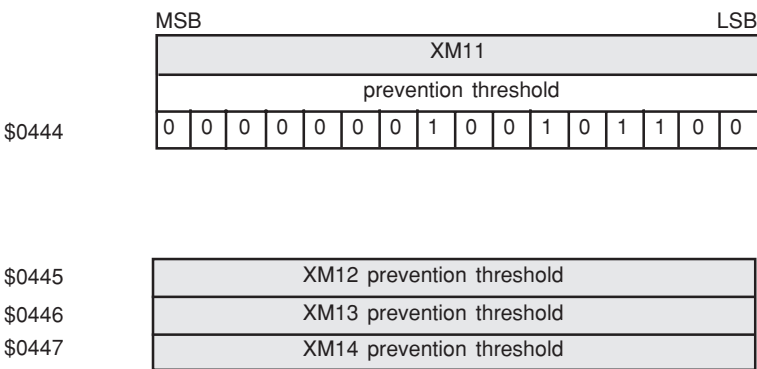 MSB LSB
XM11
prevention threshold
$0444 0 0 0 0 0 0 0 1 0 0 1 0 1 1 0 0
$0445 XM12 prevention threshold
$0446 XM13 prevention threshold
$0447 XM14 prevention threshold